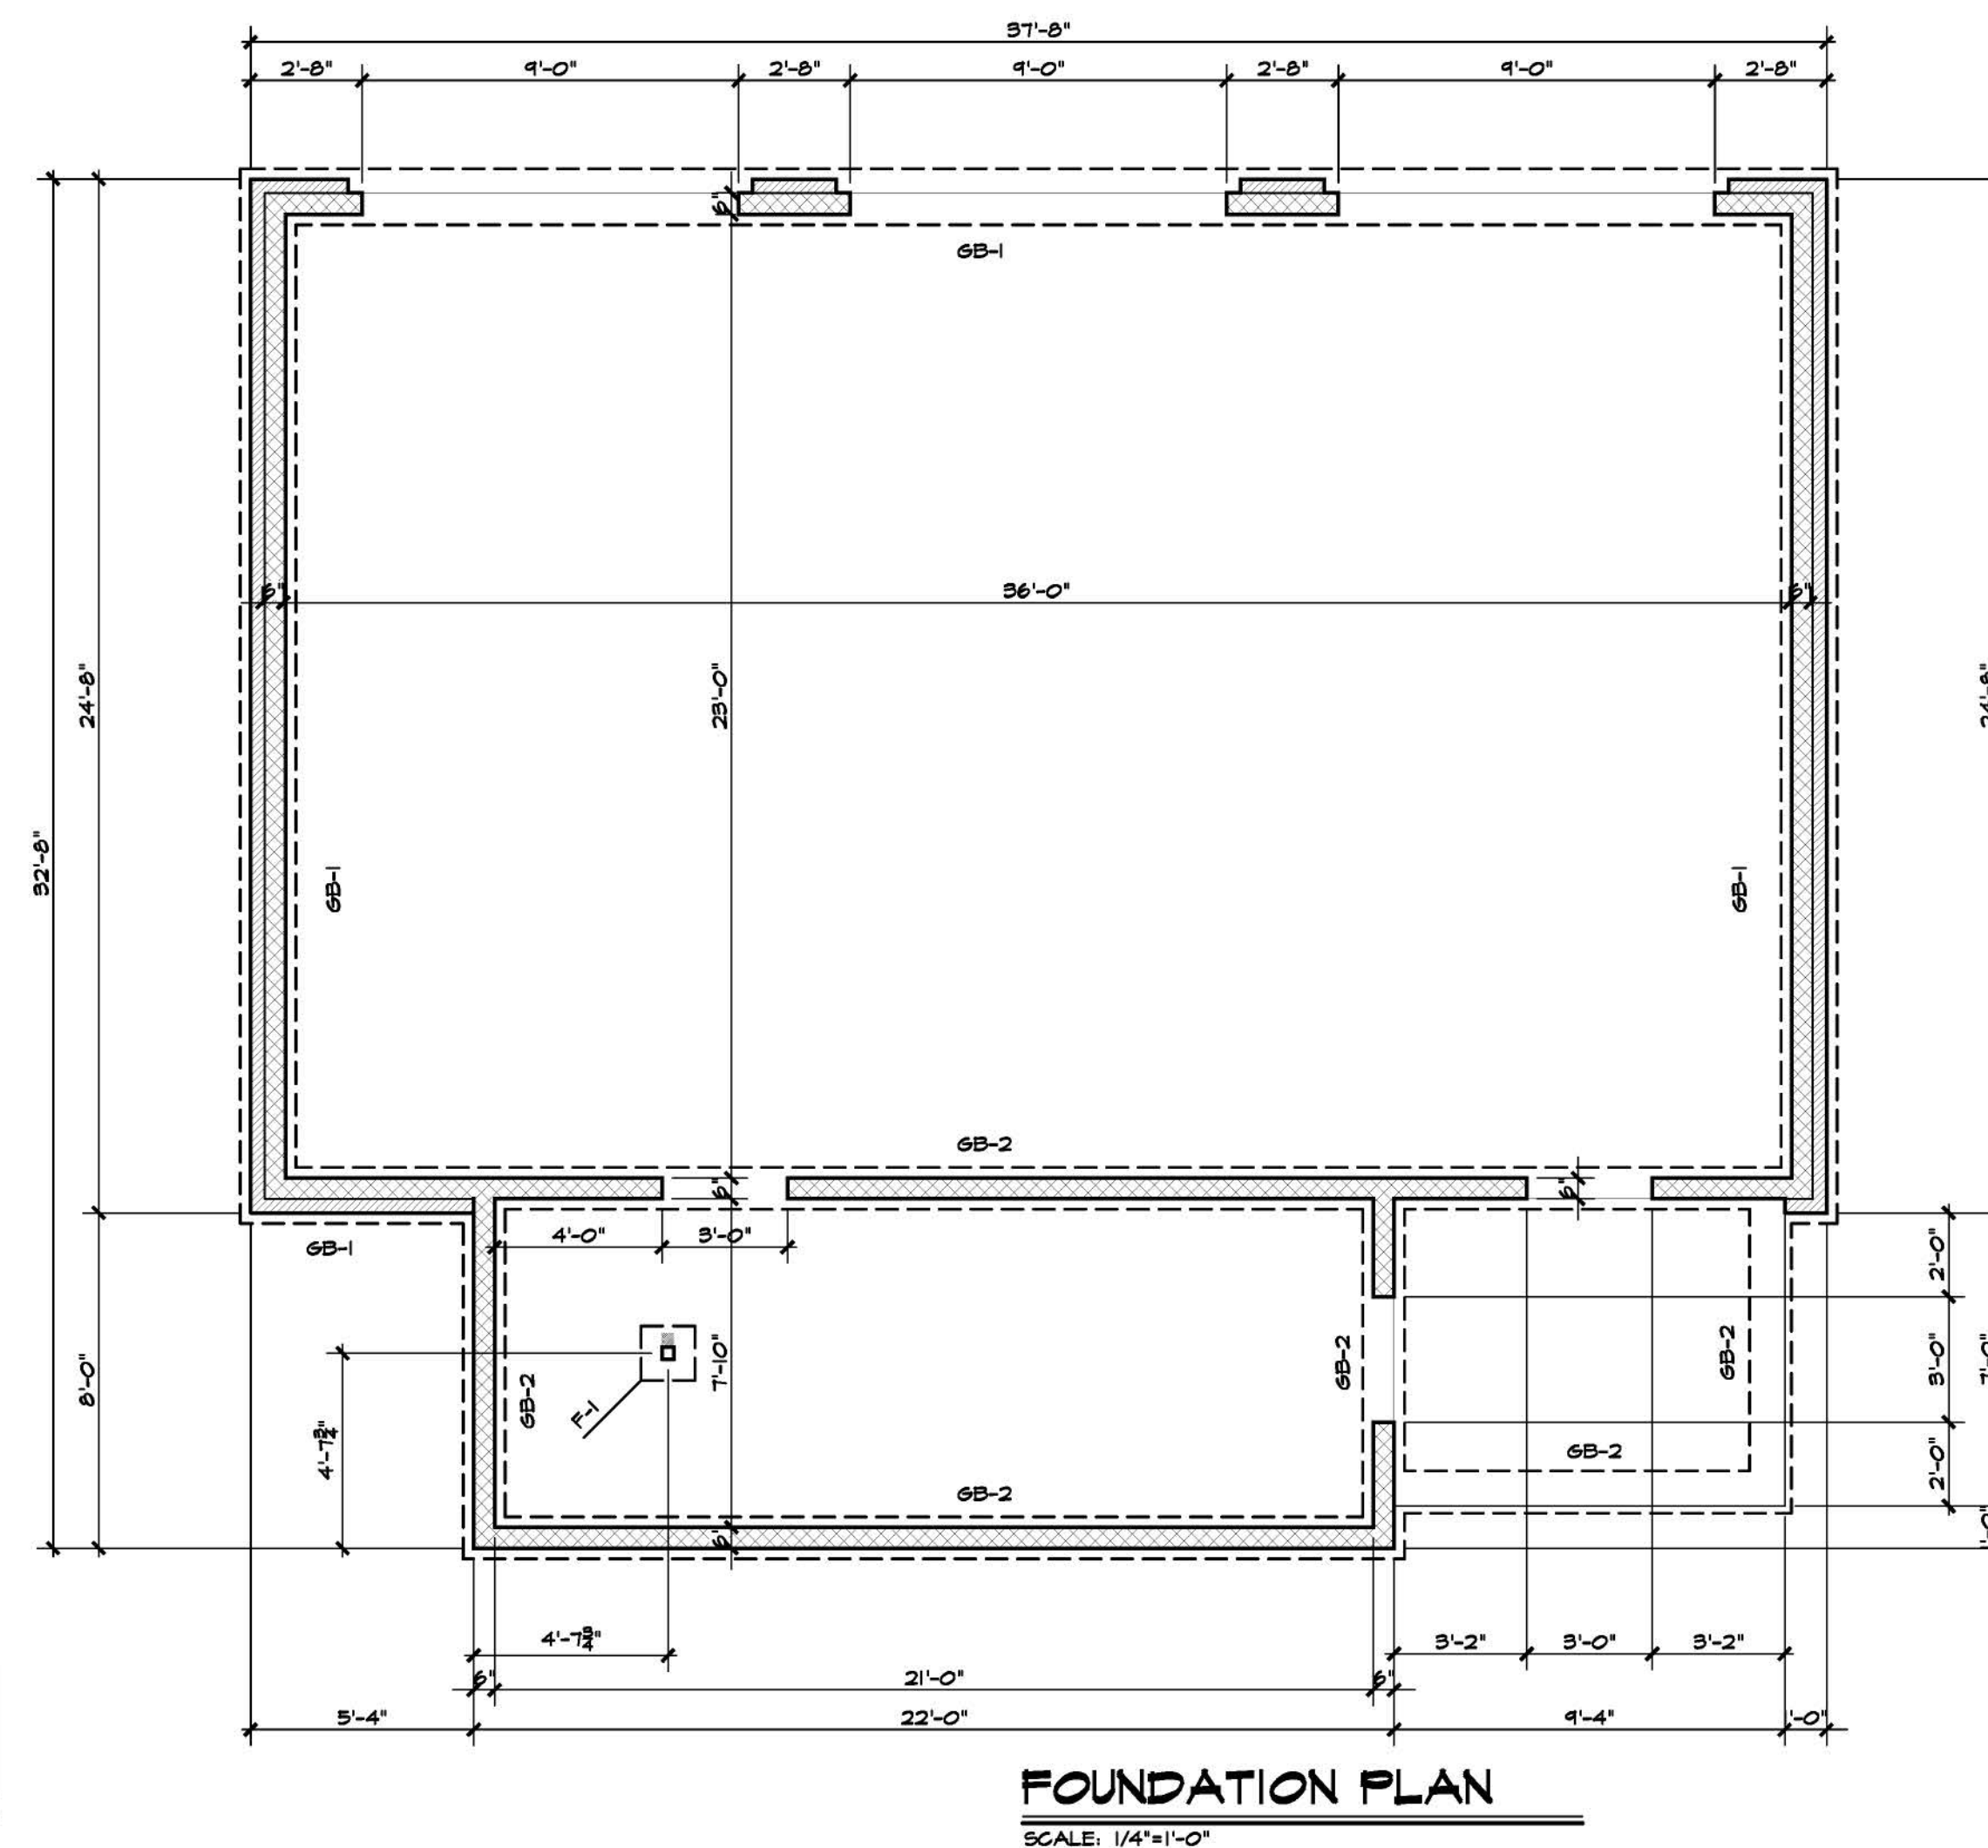 37'-8"
2'-8" 9'-0" 2'-8" 9'-0" 2'-8" 9'-0" 2'-8"
6"
GB-1
6" 36'-0" 6"
24'-8" 23'-0" 24'-8"
32'-8"
GB-1 GB-1
GB-2
6" 6"
GB-1 4'-0" 3'-0" 2'-0"
8'-0" 7'-10" GB-2 GB-2 3'-0" 7'-0"
GB-2 F-1
4'-7¾" GB-2 2'-0"
GB-2
6" '-0"
4'-7¾" 3'-2" 3'-0" 3'-2"
6" 21'-0" 6"
5'-4" 22'-0" 9'-4" '-0"
FOUNDATION PLAN
SCALE: 1/4"=1'-0"